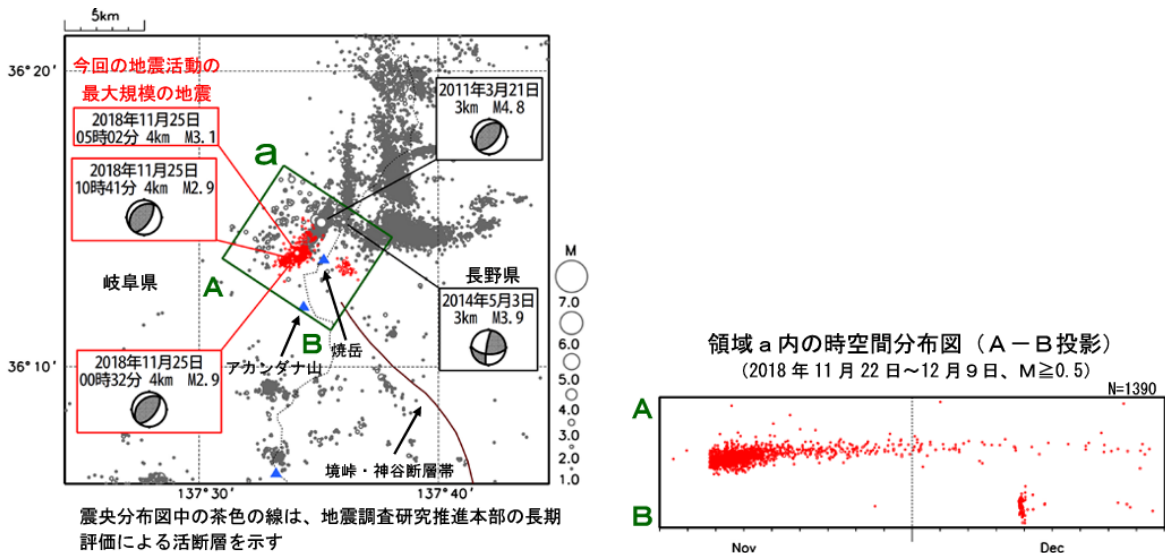 5km
36°20′
今回の地震活動の
最大規模の地震
2018年11月25日
05時02分 4km M3.1
2018年11月25日
10時41分 4km M2.9
2011年3月21日
3km M4.8
a
岐阜県
A
長野県
2014年5月3日
3km M3.9
B
焼岳
アカンダナ山
36°10′
2018年11月25日
00時32分 4km M2.9
境峠・神谷断層帯
137°30′
137°40′
M
7.0
6.0
5.0
4.0
3.0
2.0
1.0
震央分布図中の茶色の線は、地震調査研究推進本部の長期
評価による活断層を示す
領域a内の時空間分布図（A－B投影）
(2018年11月22日～12月9日、M≧0.5)
N=1390
A
B
Nov
Dec